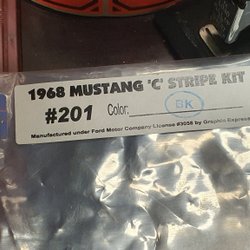 1968 MUSTANG 'C' STRIPE KIT
#201 Color BK
Manufactured under Ford Motor Company License #3058 by Graphic Express